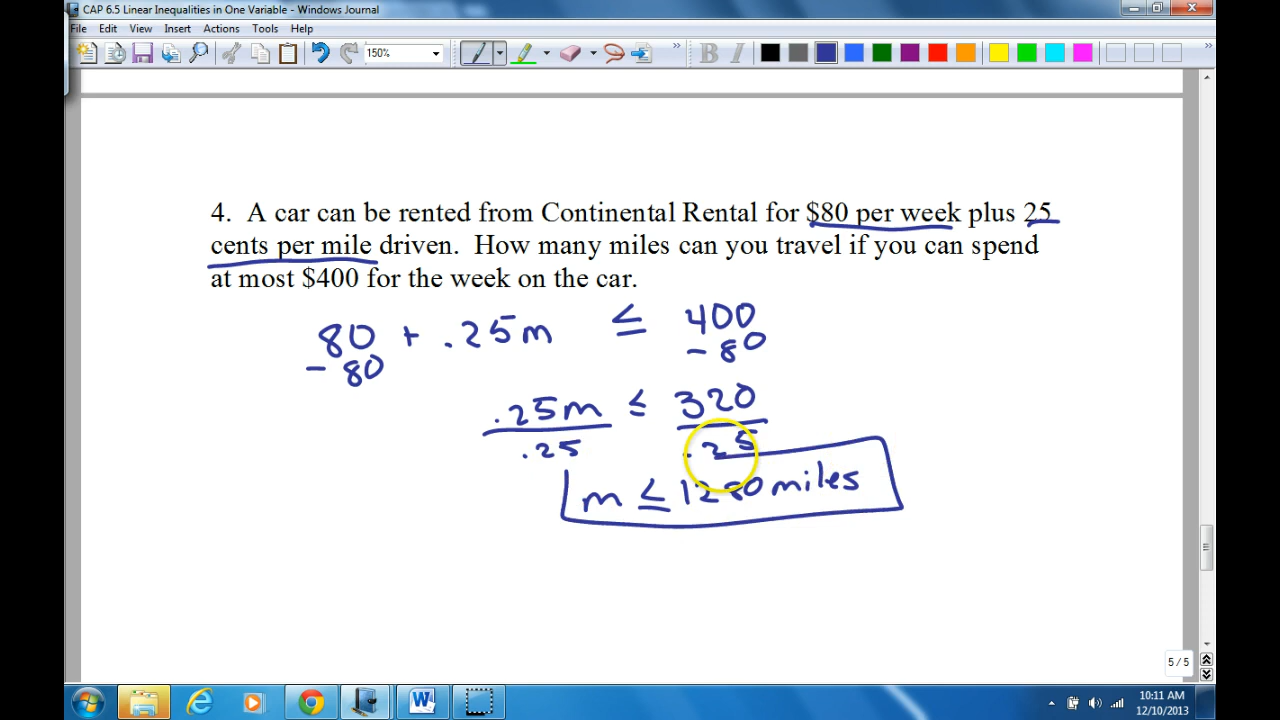 CAP 6.5 Linear Inequalities in One Variable - Windows Journal
File Edit View Insert Actions Tools Help
150% B I
4. A car can be rented from Continental Rental for $80 per week plus 25
cents per mile driven. How many miles can you travel if you can spend
at most $400 for the week on the car.
80 + .25m ≤ 400
- 80 - 80
.25m ≤ 320
.25 .25
m ≤ 1280 miles
5 / 5
10:11 AM
12/10/2013